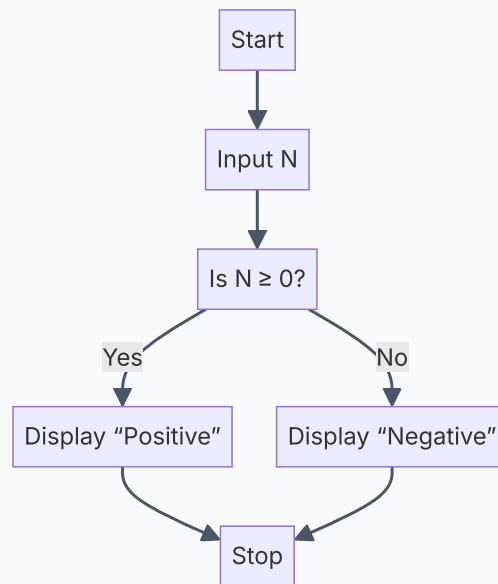 Start
Input N
Is N ≥ 0?
Yes
No
Display “Positive”
Display “Negative”
Stop